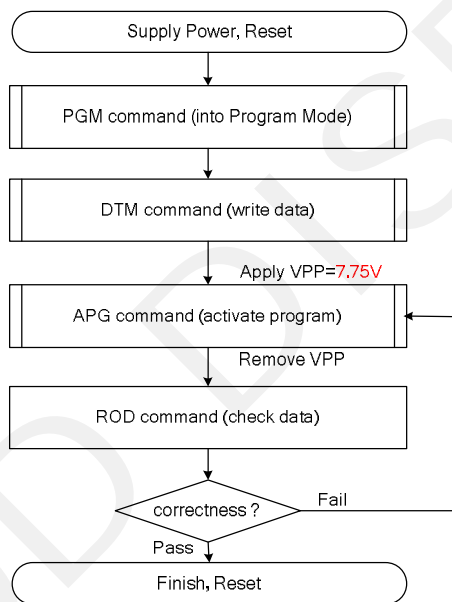 Supply Power, Reset
PGM command (into Program Mode)
DTM command (write data)
Apply VPP=7.75V
APG command (activate program)
Remove VPP
ROD command (check data)
correctness ?
Fail
Pass
Finish, Reset